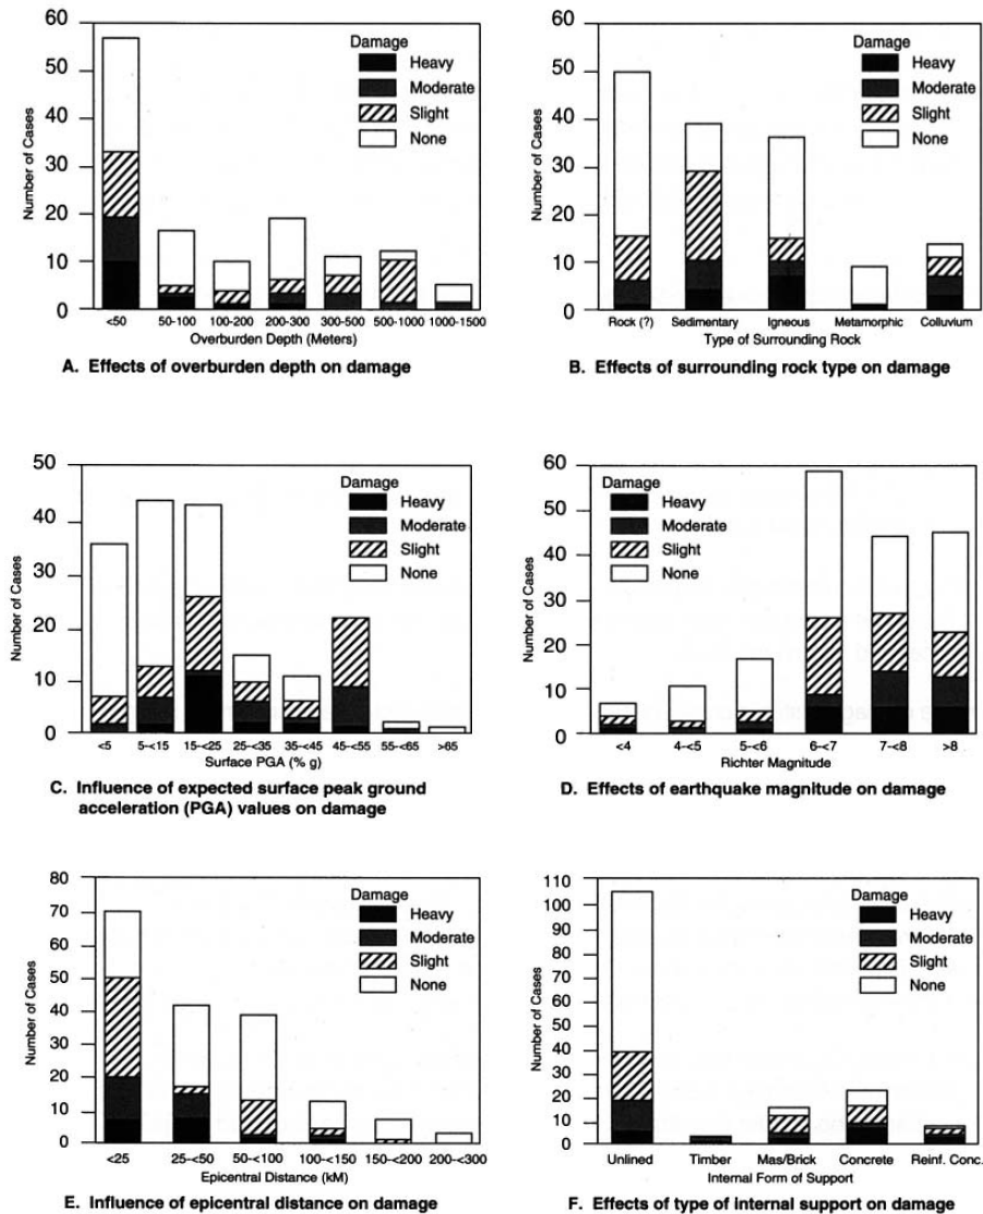 60
50
40
30
20
10
0
Number of Cases
Damage
Heavy
Moderate
Slight
None
<50 50-100 100-200 200-300 300-500 500-1000 1000-1500
Overburden Depth (Meters)
A. Effects of overburden depth on damage
60
50
40
30
20
10
0
Number of Cases
Damage
Heavy
Moderate
Slight
None
Rock (?) Sedimentary Igneous Metamorphic Colluvium
Type of Surrounding Rock
B. Effects of surrounding rock type on damage
50
40
30
20
10
0
Number of Cases
Damage
Heavy
Moderate
Slight
None
<5 5-<15 15-<25 25-<35 35-<45 45-<55 55-<65 >65
Surface PGA (% g)
C. Influence of expected surface peak ground
acceleration (PGA) values on damage
60
50
40
30
20
10
0
Number of Cases
Damage
Heavy
Moderate
Slight
None
<4 4-<5 5-<6 6-<7 7-<8 >8
Richter Magnitude
D. Effects of earthquake magnitude on damage
80
70
60
50
40
30
20
10
0
Number of Cases
Damage
Heavy
Moderate
Slight
None
<25 25-<50 50-<100 100-<150 150-<200 200-<300
Epicentral Distance (kM)
E. Influence of epicentral distance on damage
110
100
90
80
70
60
50
40
30
20
10
0
Number of Cases
Damage
Heavy
Moderate
Slight
None
Unlined Timber Mas/Brick Concrete Reinf. Conc.
Internal Form of Support
F. Effects of type of internal support on damage